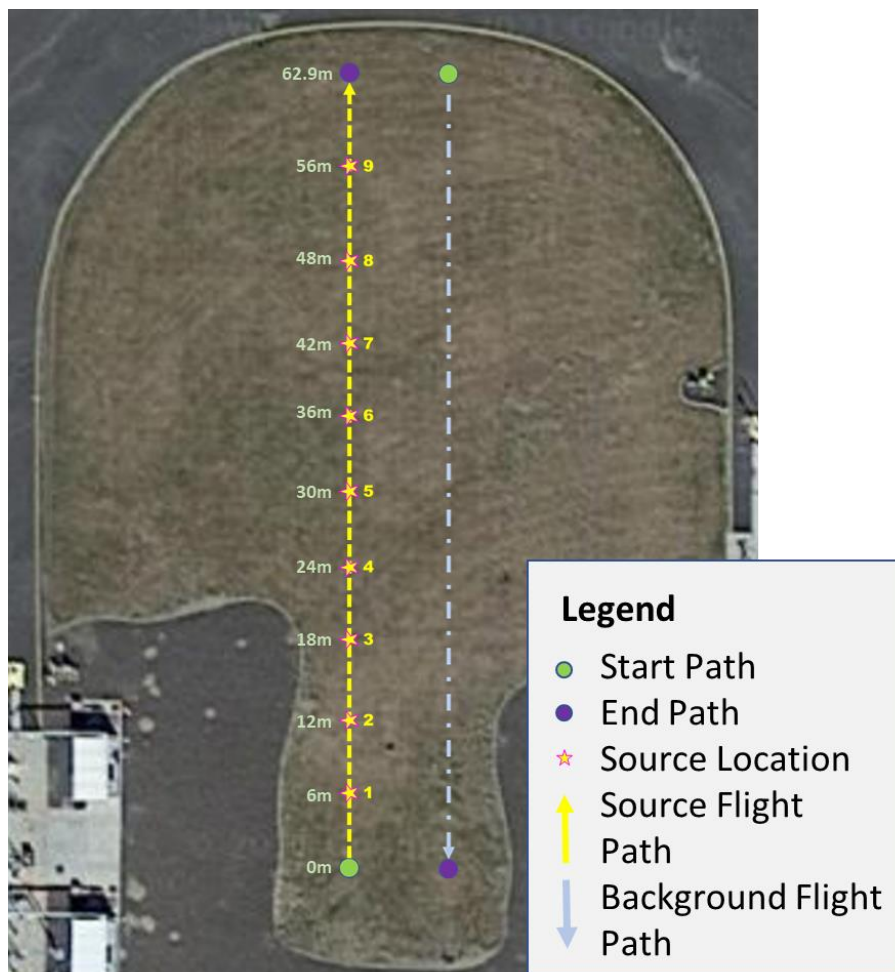 62.9m
56m 9
48m 8
42m 7
36m 6
30m 5
24m 4
18m 3
12m 2
6m 1
0m
Legend
Start Path
End Path
Source Location
Source Flight
Path
Background Flight
Path